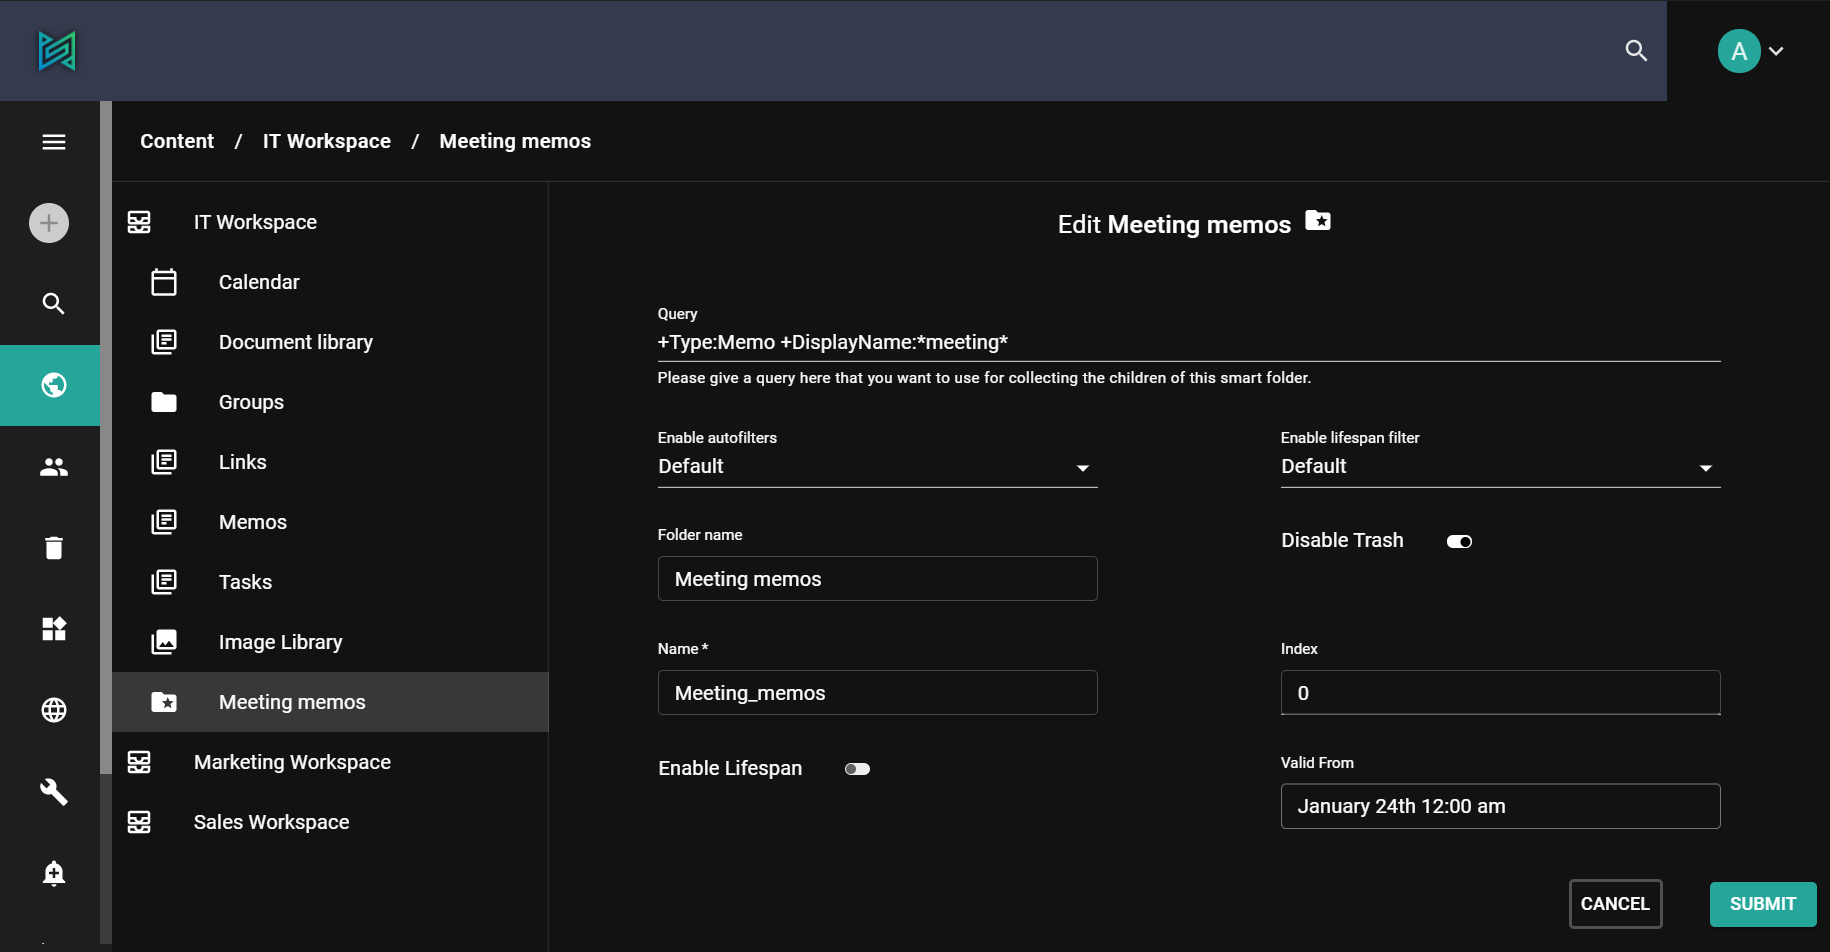 A
Content / IT Workspace / Meeting memos
IT Workspace
Calendar
Document library
Groups
Links
Memos
Tasks
Image Library
Meeting memos
Marketing Workspace
Sales Workspace
Edit Meeting memos
Query
+Type:Memo +DisplayName:*meeting*
Please give a query here that you want to use for collecting the children of this smart folder.
Enable autofilters
Default
Enable lifespan filter
Default
Folder name
Meeting memos
Disable Trash
Name *
Meeting_memos
Index
0
Enable Lifespan
Valid From
January 24th 12:00 am
CANCEL
SUBMIT